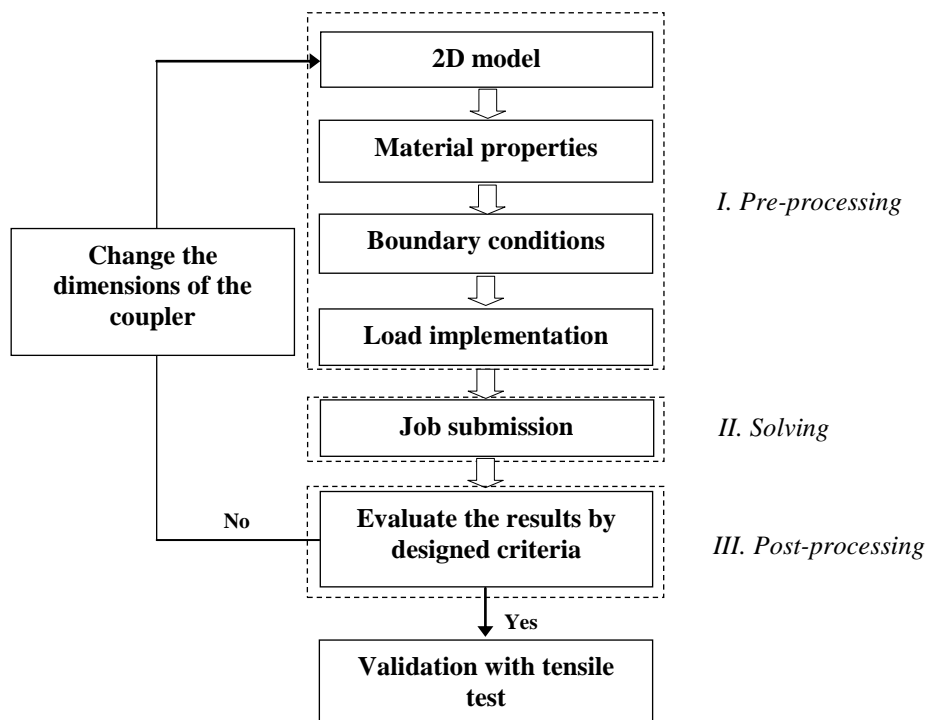 2D model
Material properties
I. Pre-processing
Boundary conditions
Change the
dimensions of the
coupler
Load implementation
Job submission
II. Solving
No
Evaluate the results by
designed criteria
III. Post-processing
Yes
Validation with tensile
test